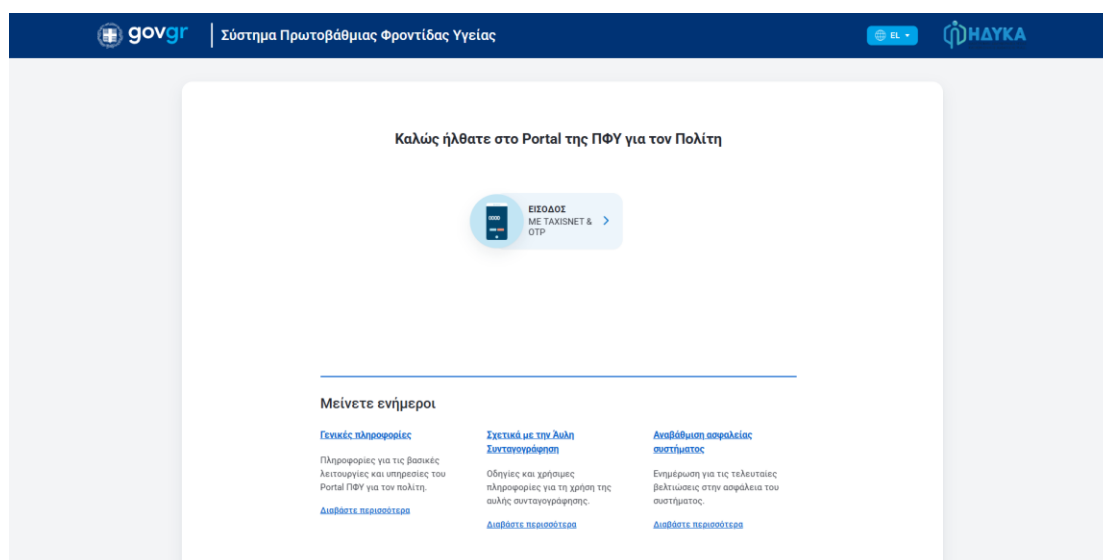 govgr
Σύστημα Πρωτοβάθμιας Φροντίδας Υγείας
EL
ΗΔΥΚΑ
Καλώς ήλθατε στο Portal της ΠΦΥ για τον Πολίτη
ΕΙΣΟΔΟΣ
ΜΕ TAXISNET &
OTP
Μείνετε ενήμεροι
Γενικές πληροφορίες
Πληροφορίες για τις βασικές
λειτουργίες και υπηρεσίες του
Portal ΠΦΥ για τον πολίτη.
Διαβάστε περισσότερα
Σχετικά με την Άυλη
Συνταγογράφηση
Οδηγίες και χρήσιμες
πληροφορίες για τη χρήση της
αυλής συνταγογράφησης.
Διαβάστε περισσότερα
Αναβάθμιση ασφαλείας
συστήματος
Ενημέρωση για τις τελευταίες
βελτιώσεις στην ασφάλεια του
συστήματος.
Διαβάστε περισσότερα